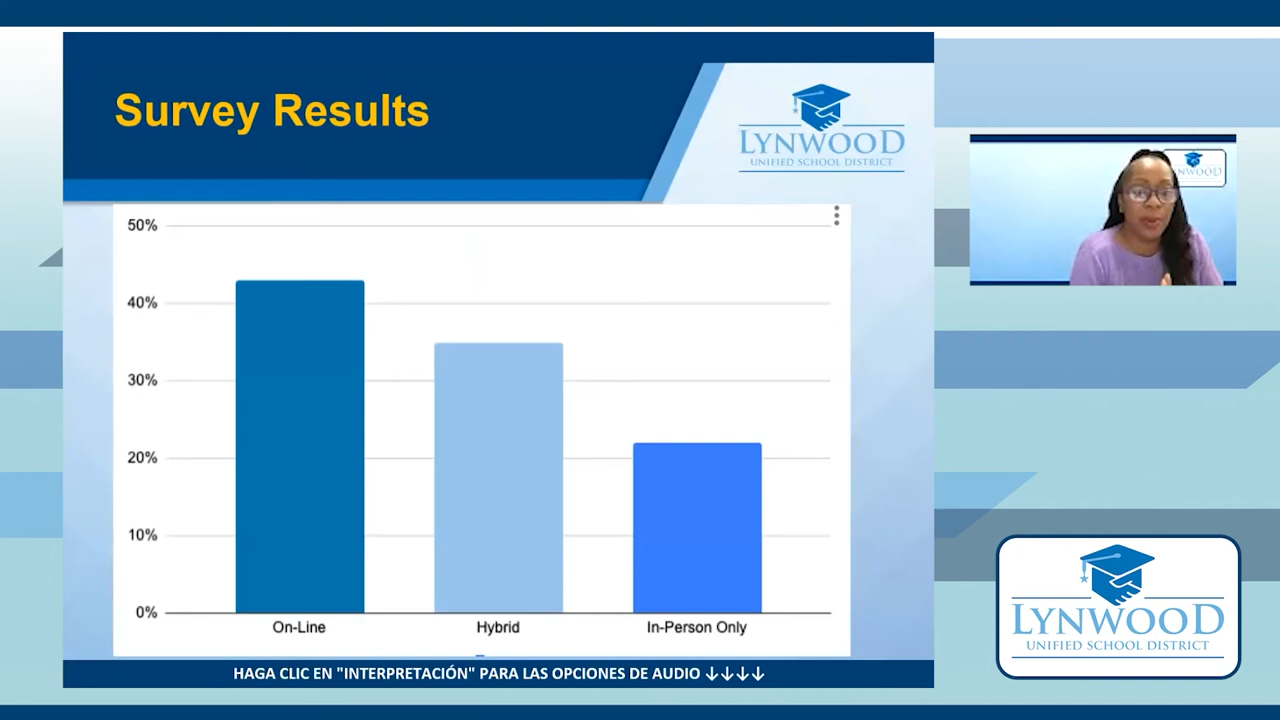 Survey Results
LYNWOOD
UNIFIED SCHOOL DISTRICT
50%
40%
30%
20%
10%
0%
On-Line
Hybrid
In-Person Only
HAGA CLIC EN "INTERPRETACIÓN" PARA LAS OPCIONES DE AUDIO ↓↓↓↓
NWOOD
LYNWOOD
UNIFIED SCHOOL DISTRICT